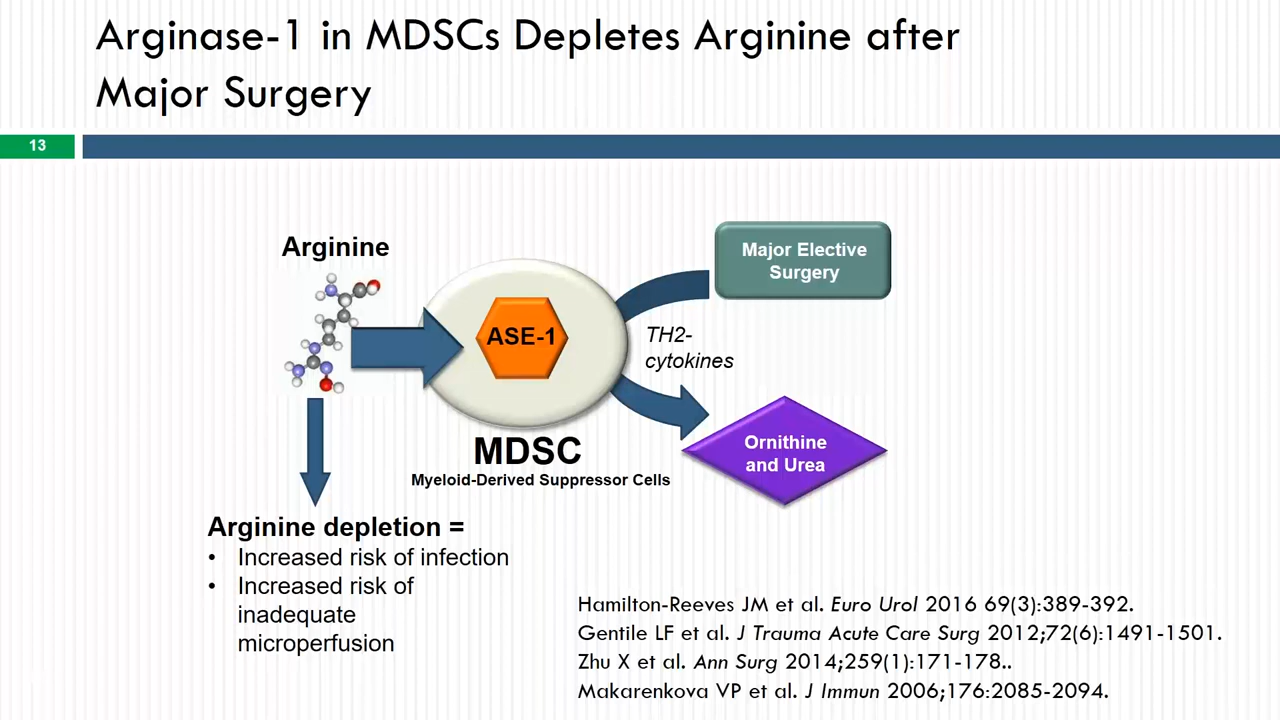 Arginase-1 in MDSCs Depletes Arginine after
Major Surgery
13
Arginine
Major Elective
Surgery
ASE-1
TH2-
cytokines
MDSC
Myeloid-Derived Suppressor Cells
Ornithine
and Urea
Arginine depletion =
• Increased risk of infection
• Increased risk of
inadequate
microperfusion
Hamilton-Reeves JM et al. Euro Urol 2016 69(3):389-392.
Gentile LF et al. J Trauma Acute Care Surg 2012;72(6):1491-1501.
Zhu X et al. Ann Surg 2014;259(1):171-178..
Makarenkova VP et al. J Immun 2006;176:2085-2094.